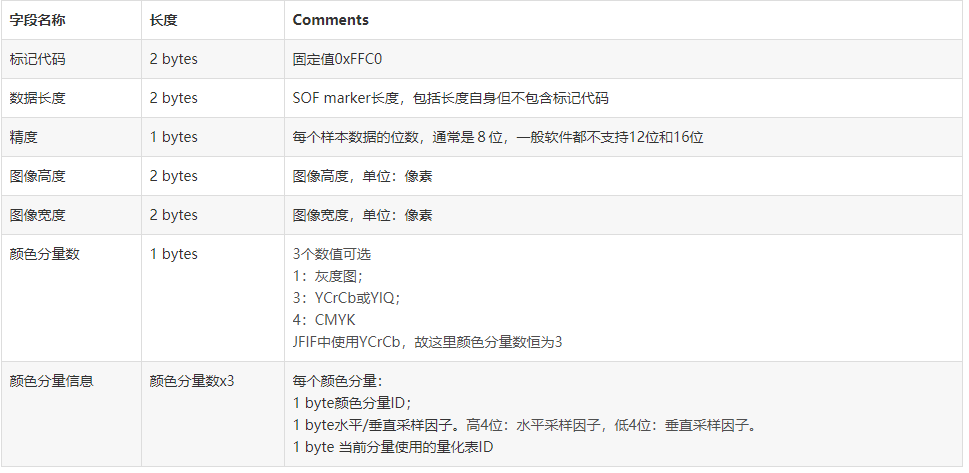 字段名称 长度 Comments
标记代码 2 bytes 固定值0xFFC0
数据长度 2 bytes SOF marker长度，包括长度自身但不包含标记代码
精度 1 bytes 每个样本数据的位数，通常是 8 位，一般软件都不支持12位和16位
图像高度 2 bytes 图像高度，单位：像素
图像宽度 2 bytes 图像宽度，单位：像素
颜色分量数 1 bytes 3个数值可选
1：灰度图；
3：YCrCb或YIQ；
4：CMYK
JFIF中使用YCrCb，故这里颜色分量数恒为3
颜色分量信息 颜色分量数x3 每个颜色分量：
1 byte颜色分量ID；
1 byte水平/垂直采样因子。高4位：水平采样因子，低4位：垂直采样因子。
1 byte 当前分量使用的量化表ID